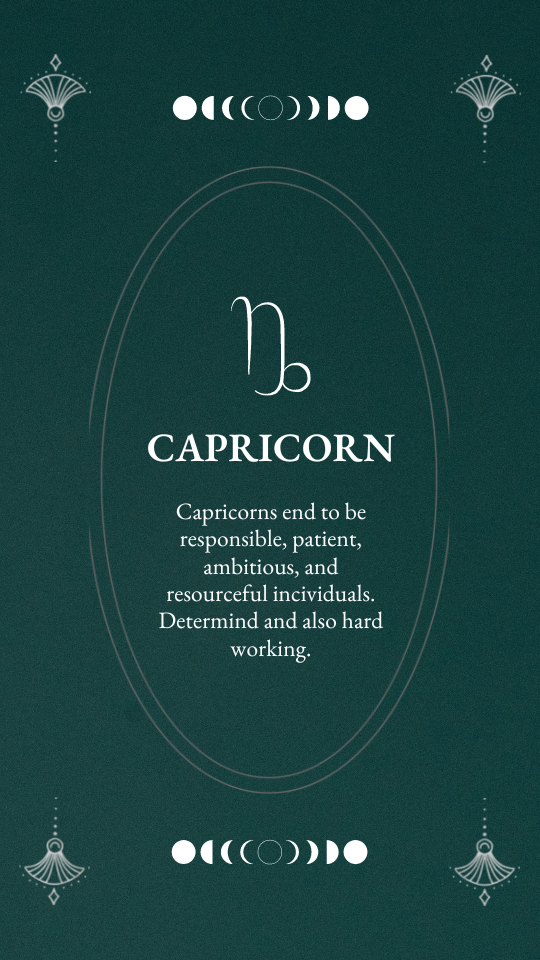 CAPRICORN
Capricorns end to be
responsible, patient,
ambitious, and
resourceful incividuals.
Determind and also hard
working.